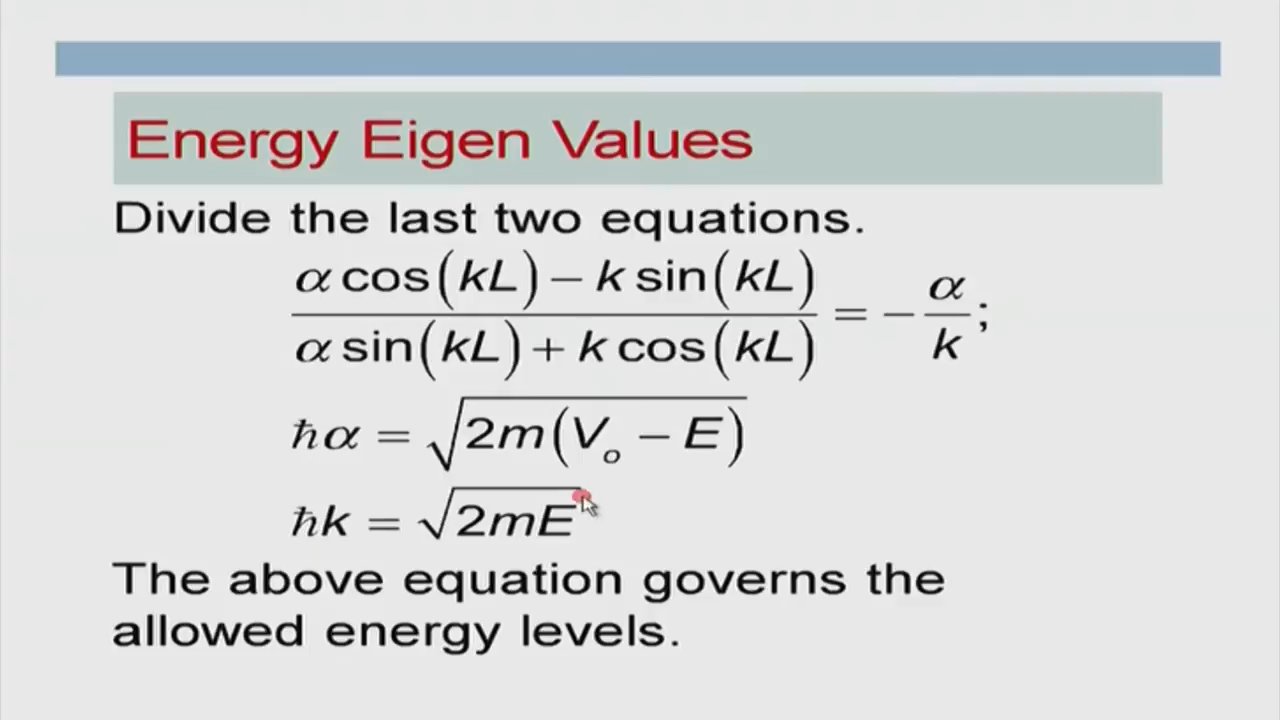 Energy Eigen Values
Divide the last two equations.
α cos(kL) − k sin(kL)
α sin(kL) + k cos(kL)
= −
α
k
;
ħα = √2m(Vₒ − E)
ħk = √2mE
The above equation governs the
allowed energy levels.